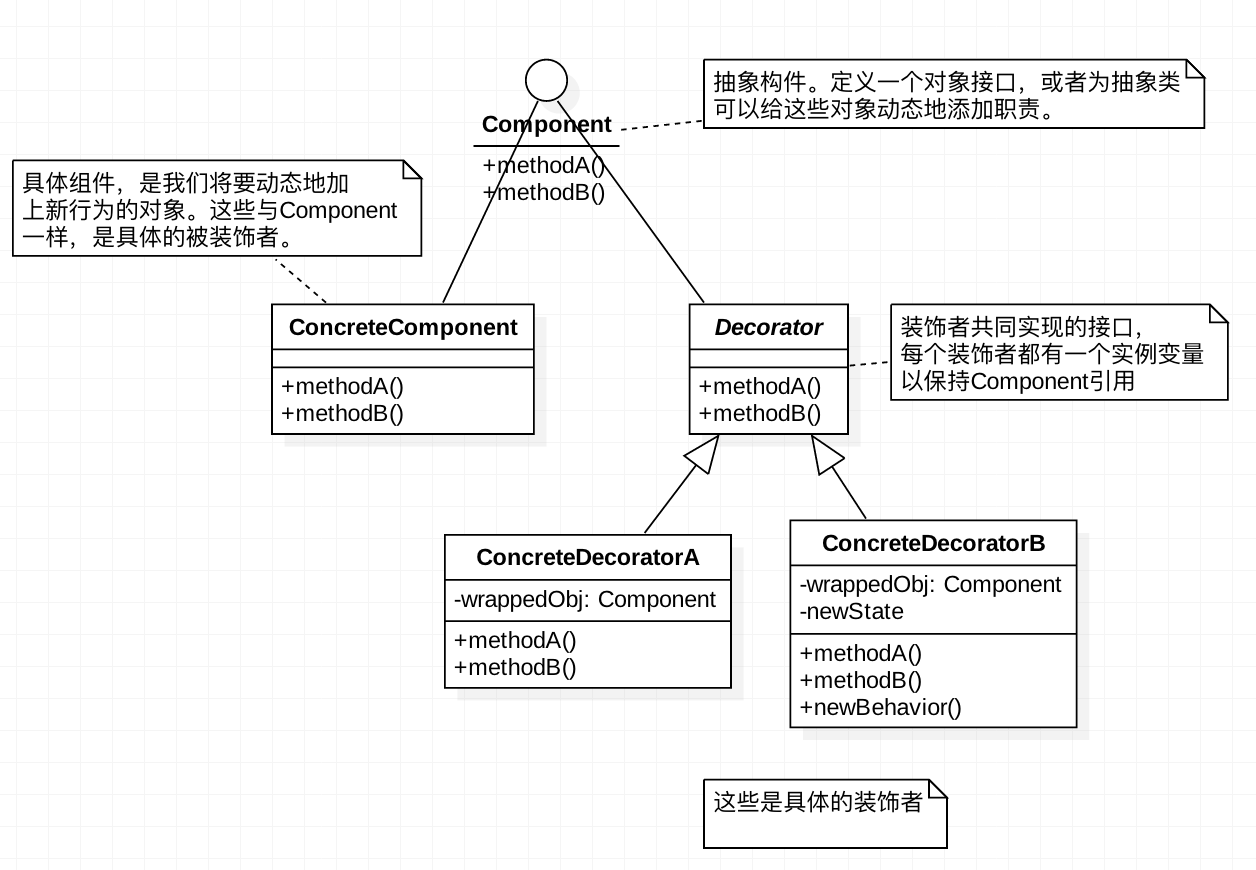 抽象构件。定义一个对象接口，或者为抽象类
可以给这些对象动态地添加职责。
Component
+methodA()
+methodB()
具体组件，是我们将要动态地加
上新行为的对象。这些与Component
一样，是具体的被装饰者。
ConcreteComponent
+methodA()
+methodB()
Decorator
+methodA()
+methodB()
装饰者共同实现的接口，
每个装饰者都有一个实例变量
以保持Component引用
ConcreteDecoratorA
-wrappedObj: Component
+methodA()
+methodB()
ConcreteDecoratorB
-wrappedObj: Component
-newState
+methodA()
+methodB()
+newBehavior()
这些是具体的装饰者